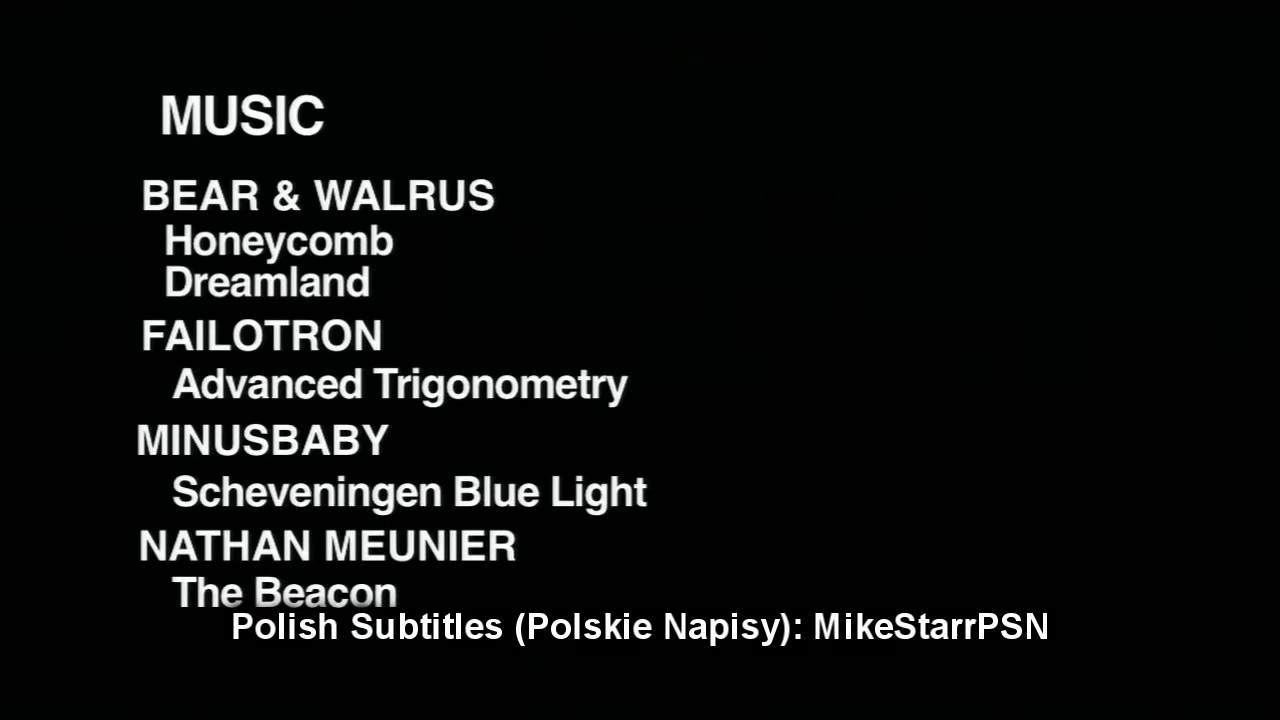 MUSIC
BEAR & WALRUS
Honeycomb
Dreamland
FAILOTRON
Advanced Trigonometry
MINUSBABY
Scheveningen Blue Light
NATHAN MEUNIER
The Beacon
Polish Subtitles (Polskie Napisy): MikeStarrPSN